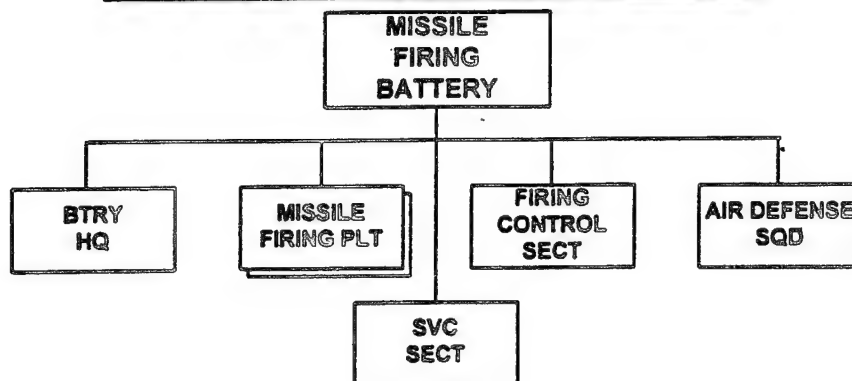 MISSILE
FIRING
BATTERY
BTRY
HQ
MISSILE
FIRING PLT
FIRING
CONTROL
SECT
AIR DEFENSE
SQD
SVC
SECT